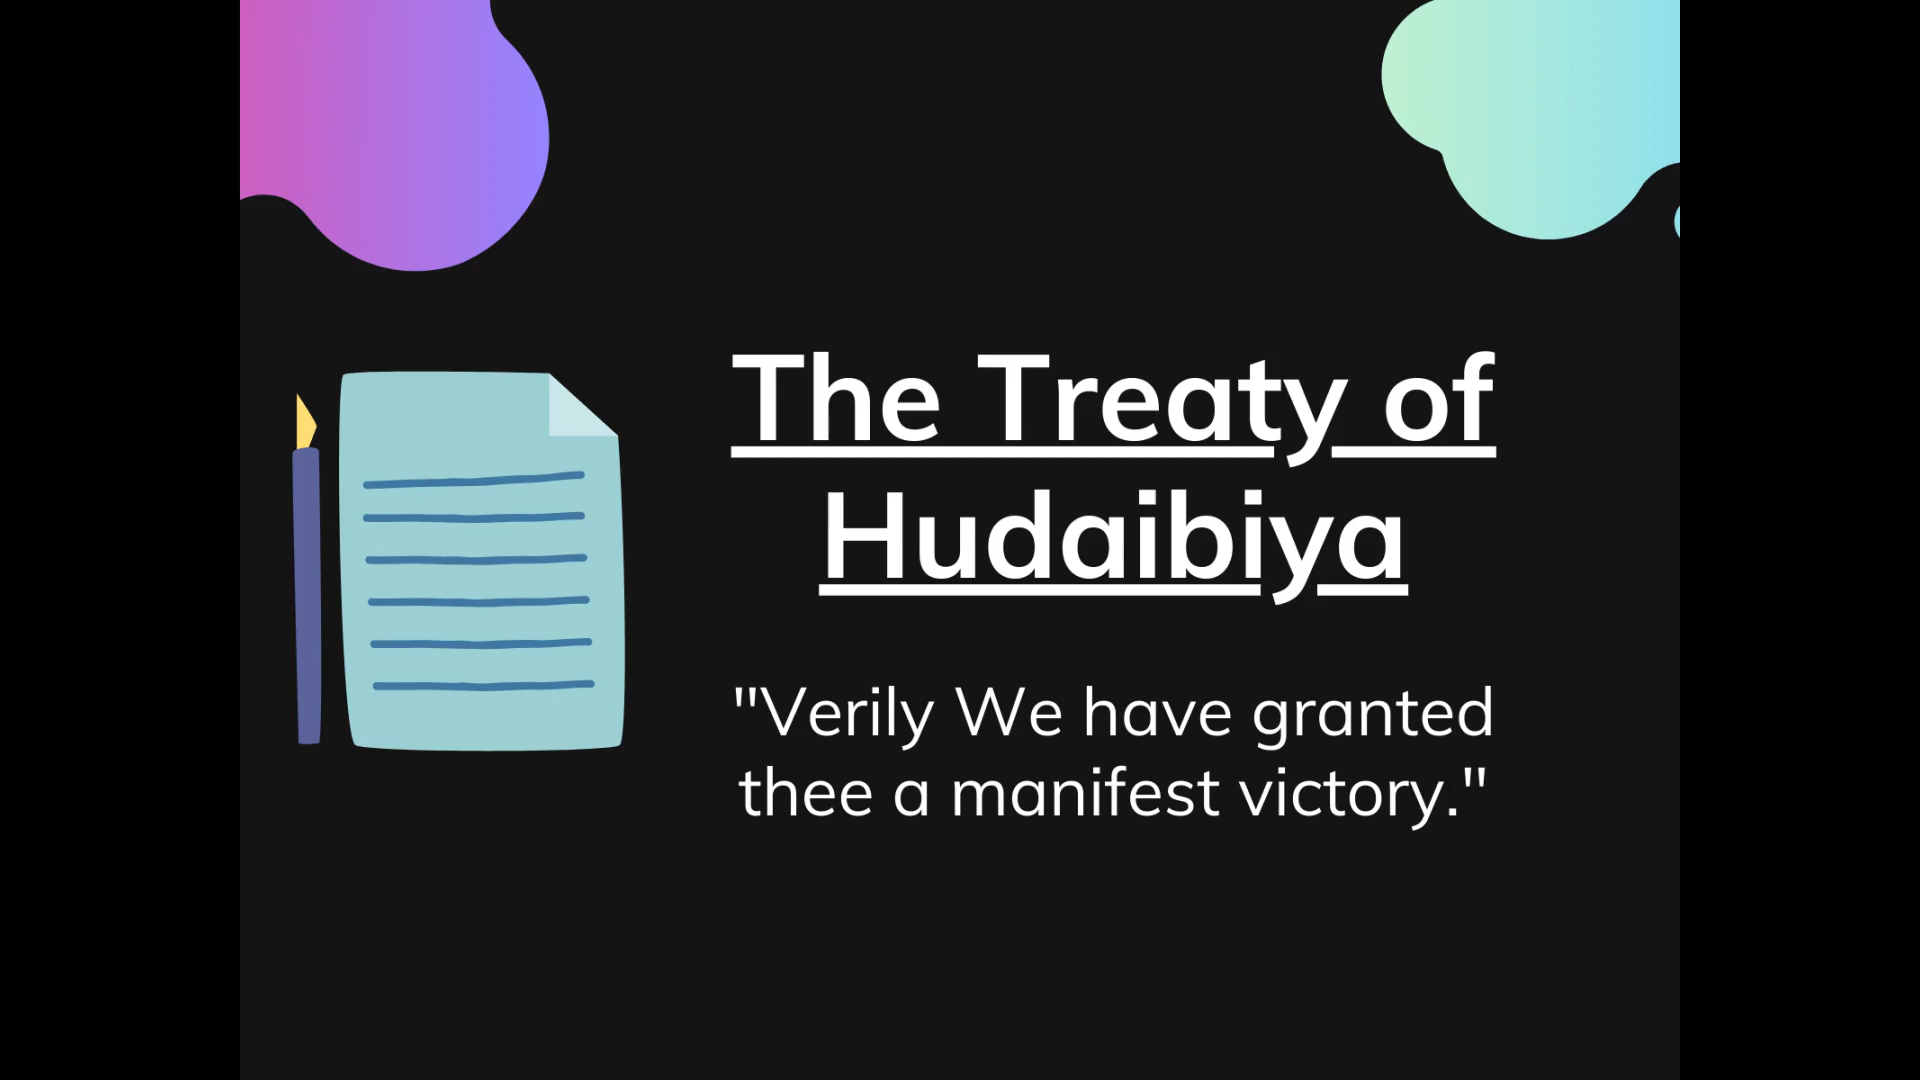 The Treaty of
Hudaibiya
"Verily We have granted
thee a manifest victory."